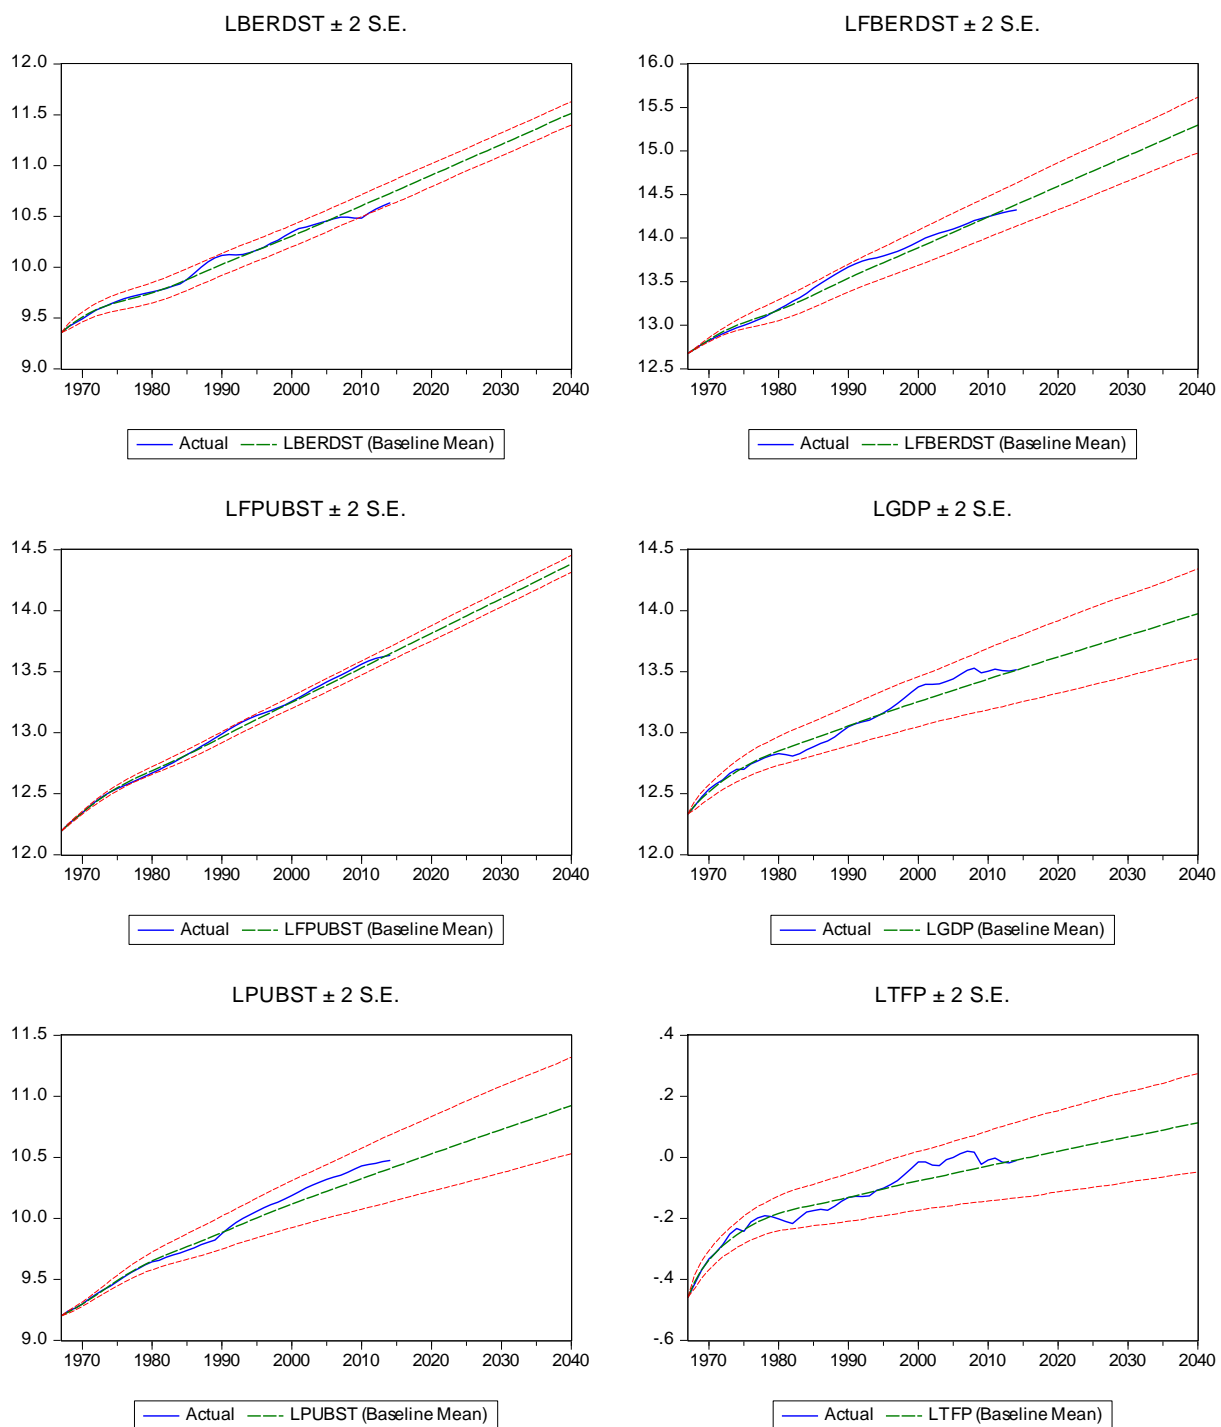 LBERDST ± 2 S.E.
12.0
11.5
11.0
10.5
10.0
9.5
9.0
1970 1980 1990 2000 2010 2020 2030 2040
Actual LBERDST (Baseline Mean)
LFBERDST ± 2 S.E.
16.0
15.5
15.0
14.5
14.0
13.5
13.0
12.5
1970 1980 1990 2000 2010 2020 2030 2040
Actual LFBERDST (Baseline Mean)
LFPUBST ± 2 S.E.
14.5
14.0
13.5
13.0
12.5
12.0
1970 1980 1990 2000 2010 2020 2030 2040
Actual LFPUBST (Baseline Mean)
LGDP ± 2 S.E.
14.5
14.0
13.5
13.0
12.5
12.0
1970 1980 1990 2000 2010 2020 2030 2040
Actual LGDP (Baseline Mean)
LPUBST ± 2 S.E.
11.5
11.0
10.5
10.0
9.5
9.0
1970 1980 1990 2000 2010 2020 2030 2040
Actual LPUBST (Baseline Mean)
LTFP ± 2 S.E.
.4
.2
.0
-.2
-.4
-.6
1970 1980 1990 2000 2010 2020 2030 2040
Actual LTFP (Baseline Mean)